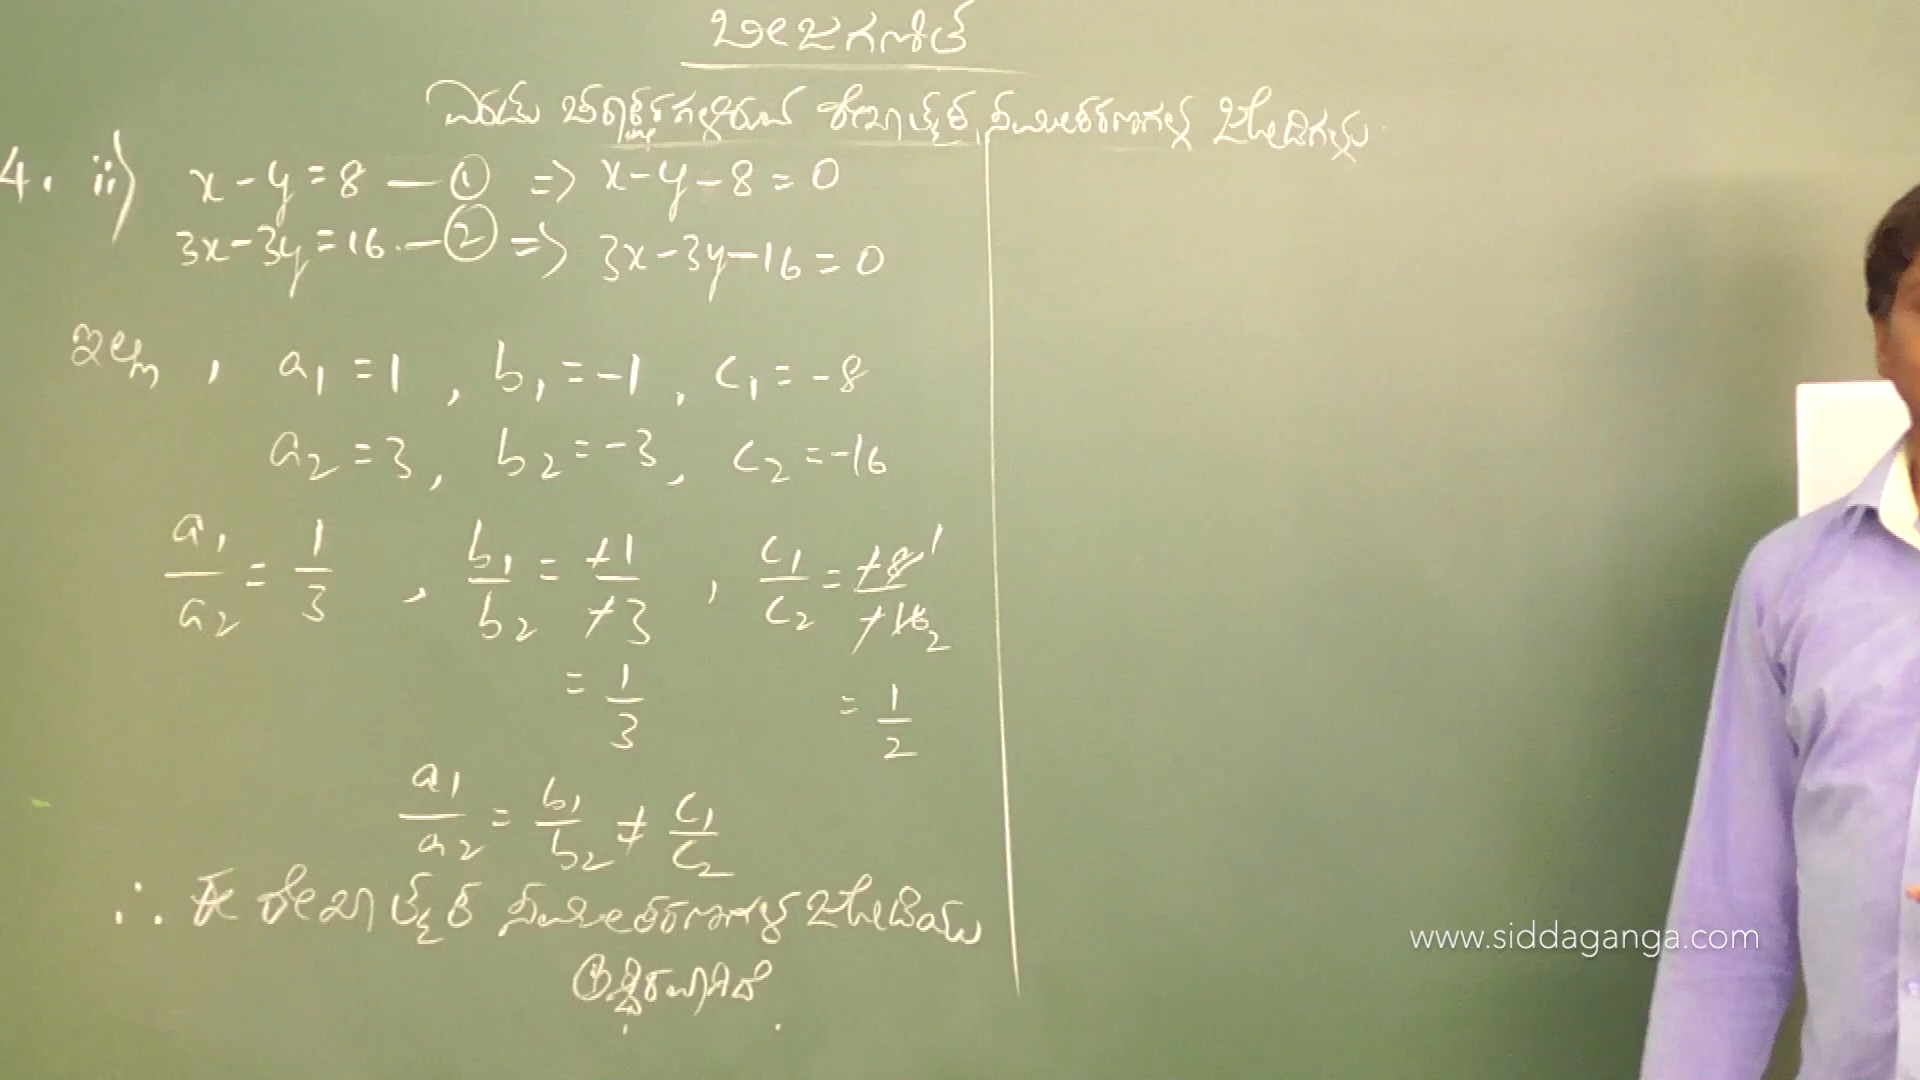 ಬೀಜಗಣಿತ
ಎರಡು ಚರಾಕ್ಷರಗಳಿರುವ ರೇಖಾತ್ಮಕ ಸಮೀಕರಣಗಳ ಜೋಡಿಗಳು
4. ii) x - y = 8 — ① => x - y - 8 = 0
3x - 3y = 16 — ② => 3x - 3y - 16 = 0
ಇಲ್ಲಿ, a₁ = 1, b₁ = -1, c₁ = -8
a₂ = 3, b₂ = -3, c₂ = -16
a₁/a₂ = 1/3, b₁/b₂ = -1/-3, c₁/c₂ = -8/-16
= 1/3 = 1/2
a₁/a₂ = b₁/b₂ ≠ c₁/c₂
∴ ಈ ರೇಖಾತ್ಮಕ ಸಮೀಕರಣಗಳ ಜೋಡಿಯು
www.siddaganga.com